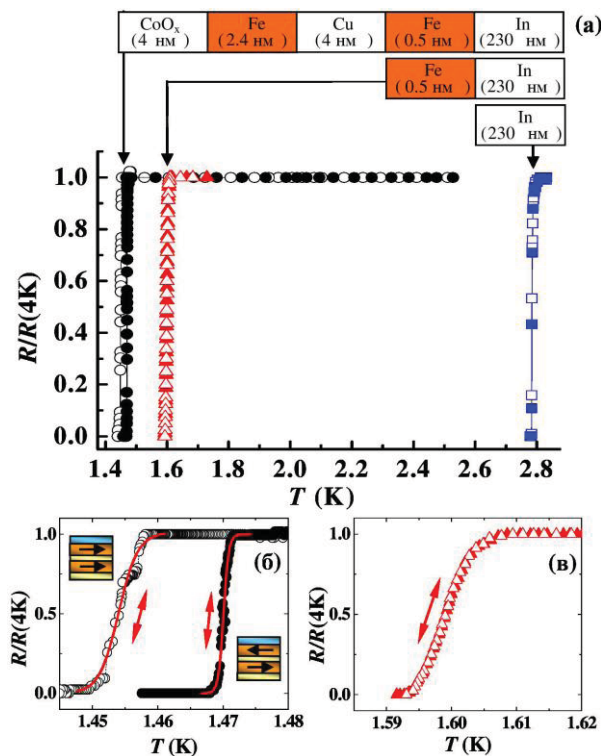 CoOₓ Fe Cu Fe In (а)
(4 нм) (2.4 нм) (4 нм) (0.5 нм) (230 нм)
Fe In
(0.5 нм) (230 нм)
In
(230 нм)
R/R(4K)
1.0
0.8
0.6
0.4
0.2
0.0
1.4 1.6 1.8 2.0 2.2 2.4 2.6 2.8
T (K)
R/R(4K)
1.0
0.5
0.0
(б)
1.45 1.46 1.47 1.48
T (K)
R/R(4K)
1.0
0.5
0.0
(в)
1.59 1.60 1.61 1.62
T (K)